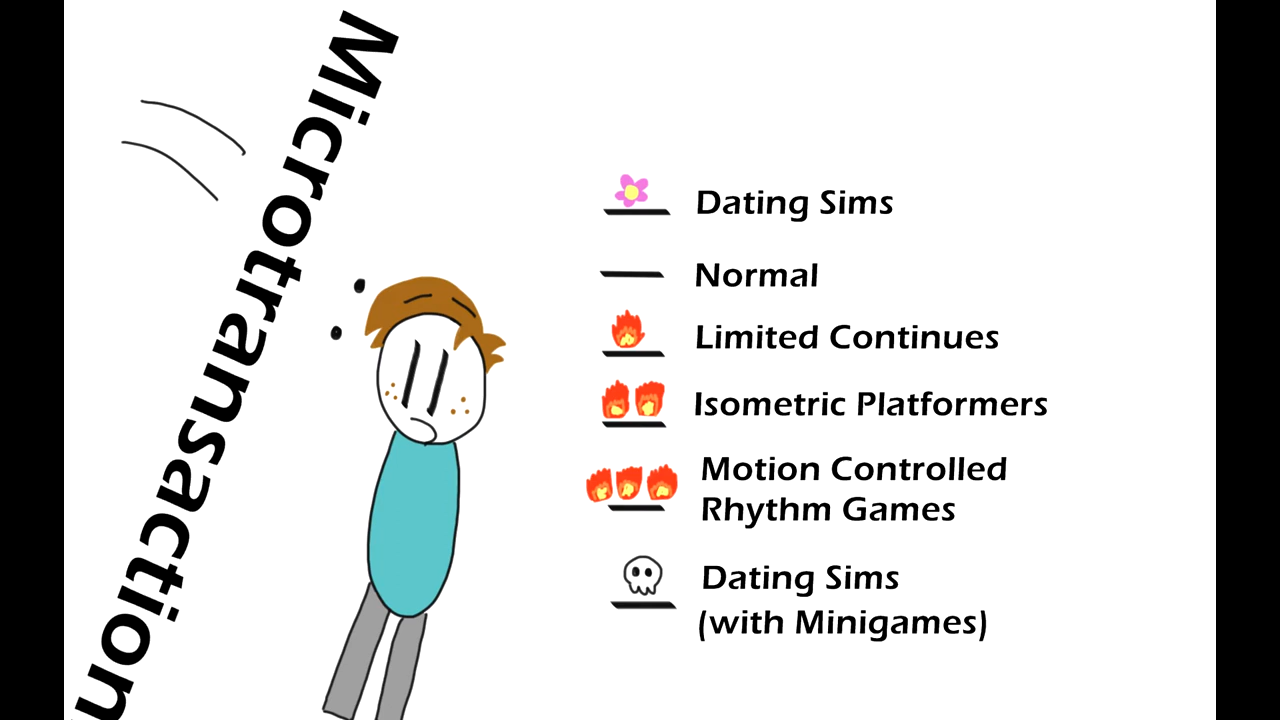 Microtransaction
Dating Sims
Normal
Limited Continues
Isometric Platformers
Motion Controlled
Rhythm Games
Dating Sims
(with Minigames)